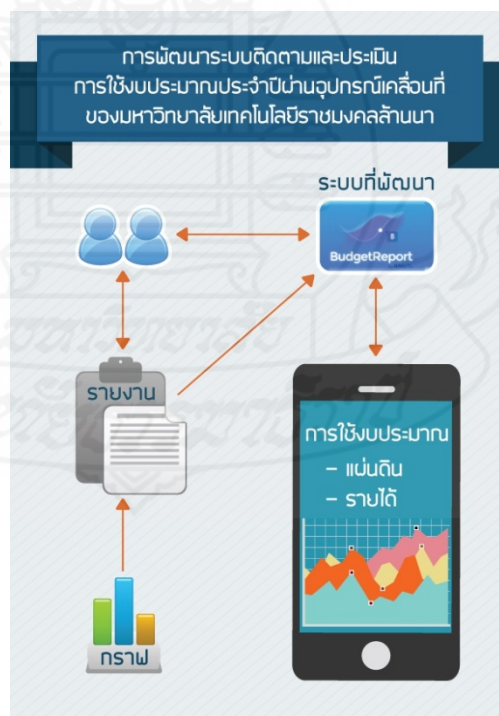 การพัฒนาระบบติดตามและประเมิน
การใช้งบประมาณประจำปีผ่านอุปกรณ์เคลื่อนที่
ของมหาวิทยาลัยเทคโนโลยีราชมงคลล้านนา
ระบบที่พัฒนา
BudgetReport
รายงาน
การใช้งบประมาณ
- แผ่นดิน
- รายได้
กราฟ